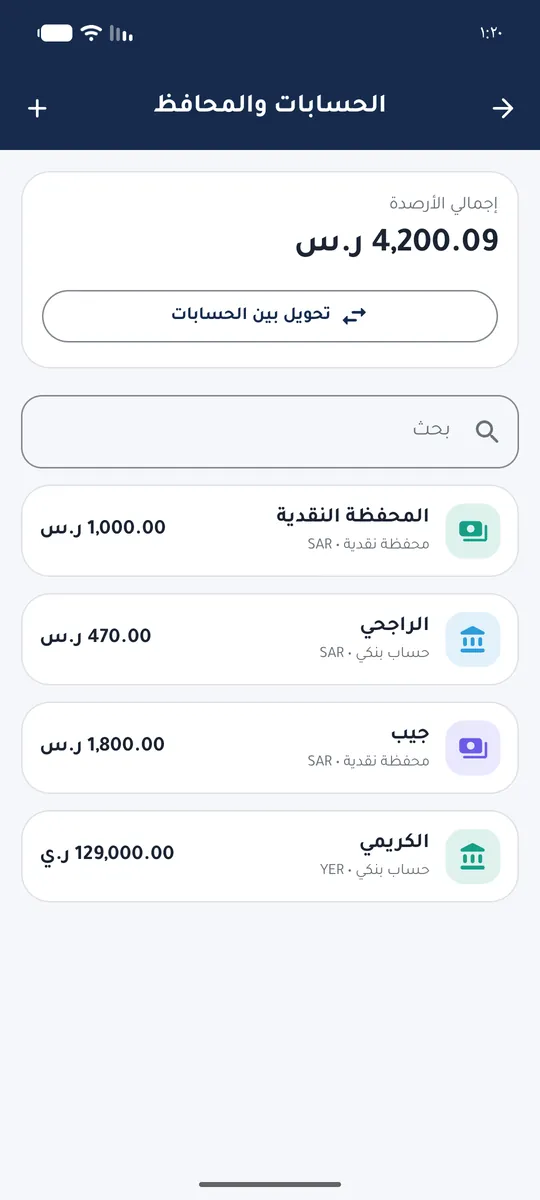 ١:٢٠
الحسابات والمحافظ
إجمالي الأرصدة
4,200.09 ر.س
تحويل بين الحسابات
بحث
المحفظة النقدية
محفظة نقدية • SAR
1,000.00 ر.س
الراجحي
حساب بنكي • SAR
470.00 ر.س
جيب
محفظة نقدية • SAR
1,800.00 ر.س
الكريمي
حساب بنكي • YER
129,000.00 ر.ي